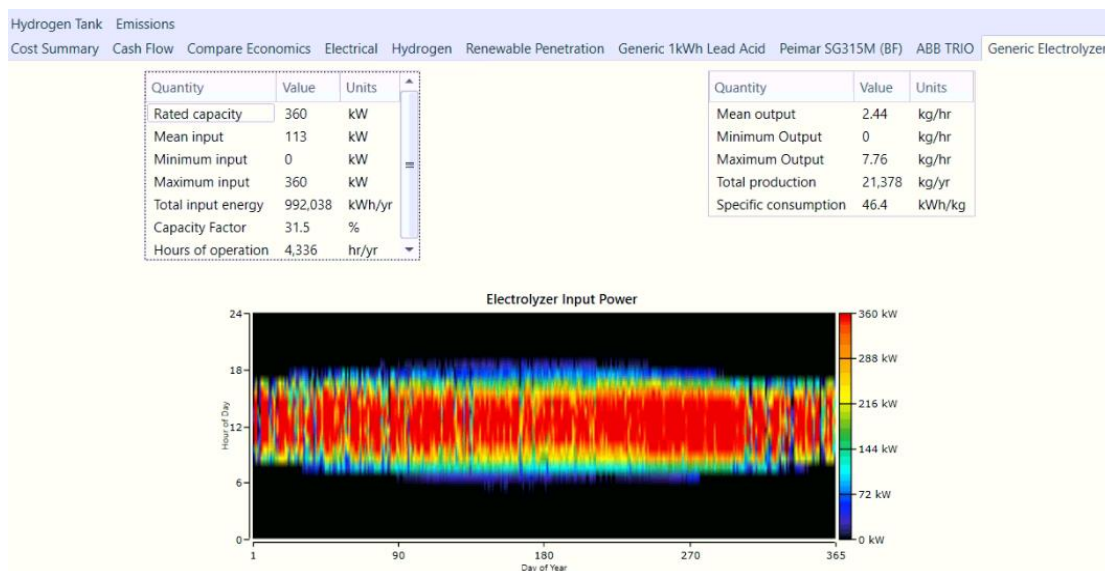 Hydrogen Tank Emissions
Cost Summary Cash Flow Compare Economics Electrical Hydrogen Renewable Penetration Generic 1kWh Lead Acid Peimar SG315M (BF) ABB TRIO Generic Electrolyzer
Quantity Value Units
Rated capacity 360 kW
Mean input 113 kW
Minimum input 0 kW
Maximum input 360 kW
Total input energy 992,038 kWh/yr
Capacity Factor 31.5 %
Hours of operation 4,336 hr/yr
Quantity Value Units
Mean output 2.44 kg/hr
Minimum Output 0 kg/hr
Maximum Output 7.76 kg/hr
Total production 21,378 kg/yr
Specific consumption 46.4 kWh/kg
Electrolyzer Input Power
24
18
12
6
0
Hour of Day
1 90 180 270 365
Day of Year
360 kW
288 kW
216 kW
144 kW
72 kW
0 kW